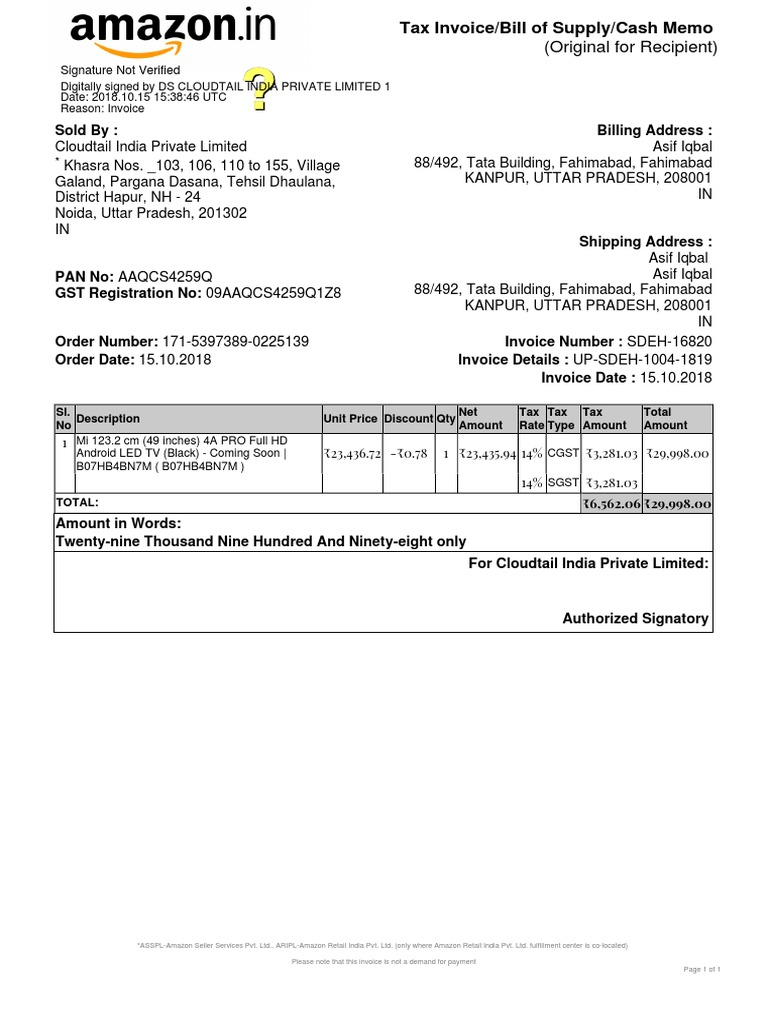 amazon.in
Tax Invoice/Bill of Supply/Cash Memo
(Original for Recipient)
Signature Not Verified
Digitally signed by DS CLOUDTAIL INDIA PRIVATE LIMITED 1
Date: 2018.10.15 15:38:46 UTC
Reason: Invoice
?
Sold By :
Cloudtail India Private Limited
* Khasra Nos. _103, 106, 110 to 155, Village
Galand, Pargana Dasana, Tehsil Dhaulana,
District Hapur, NH - 24
Noida, Uttar Pradesh, 201302
IN
Billing Address :
Asif Iqbal
88/492, Tata Building, Fahimabad, Fahimabad
KANPUR, UTTAR PRADESH, 208001
IN
PAN No: AAQCS4259Q
GST Registration No: 09AAQCS4259Q1Z8
Shipping Address :
Asif Iqbal
Asif Iqbal
88/492, Tata Building, Fahimabad, Fahimabad
KANPUR, UTTAR PRADESH, 208001
IN
Order Number: 171-5397389-0225139
Order Date: 15.10.2018
Invoice Number : SDEH-16820
Invoice Details : UP-SDEH-1004-1819
Invoice Date : 15.10.2018
Sl. No Description Unit Price Discount Qty Net Amount Tax Rate Tax Type Tax Amount Total Amount
1 Mi 123.2 cm (49 inches) 4A PRO Full HD
Android LED TV (Black) - Coming Soon | ₹23,436.72 -₹0.78 1 ₹23,435.94 14% CGST ₹3,281.03 ₹29,998.00
B07HB4BN7M ( B07HB4BN7M )
14% SGST ₹3,281.03
TOTAL: ₹6,562.06 ₹29,998.00
Amount in Words:
Twenty-nine Thousand Nine Hundred And Ninety-eight only
For Cloudtail India Private Limited:
Authorized Signatory
*ASSPL-Amazon Seller Services Pvt. Ltd., ARIPL-Amazon Retail India Pvt. Ltd. (only where Amazon Retail India Pvt. Ltd. fulfillment center is co-located)
Please note that this invoice is not a demand for payment
Page 1 of 1